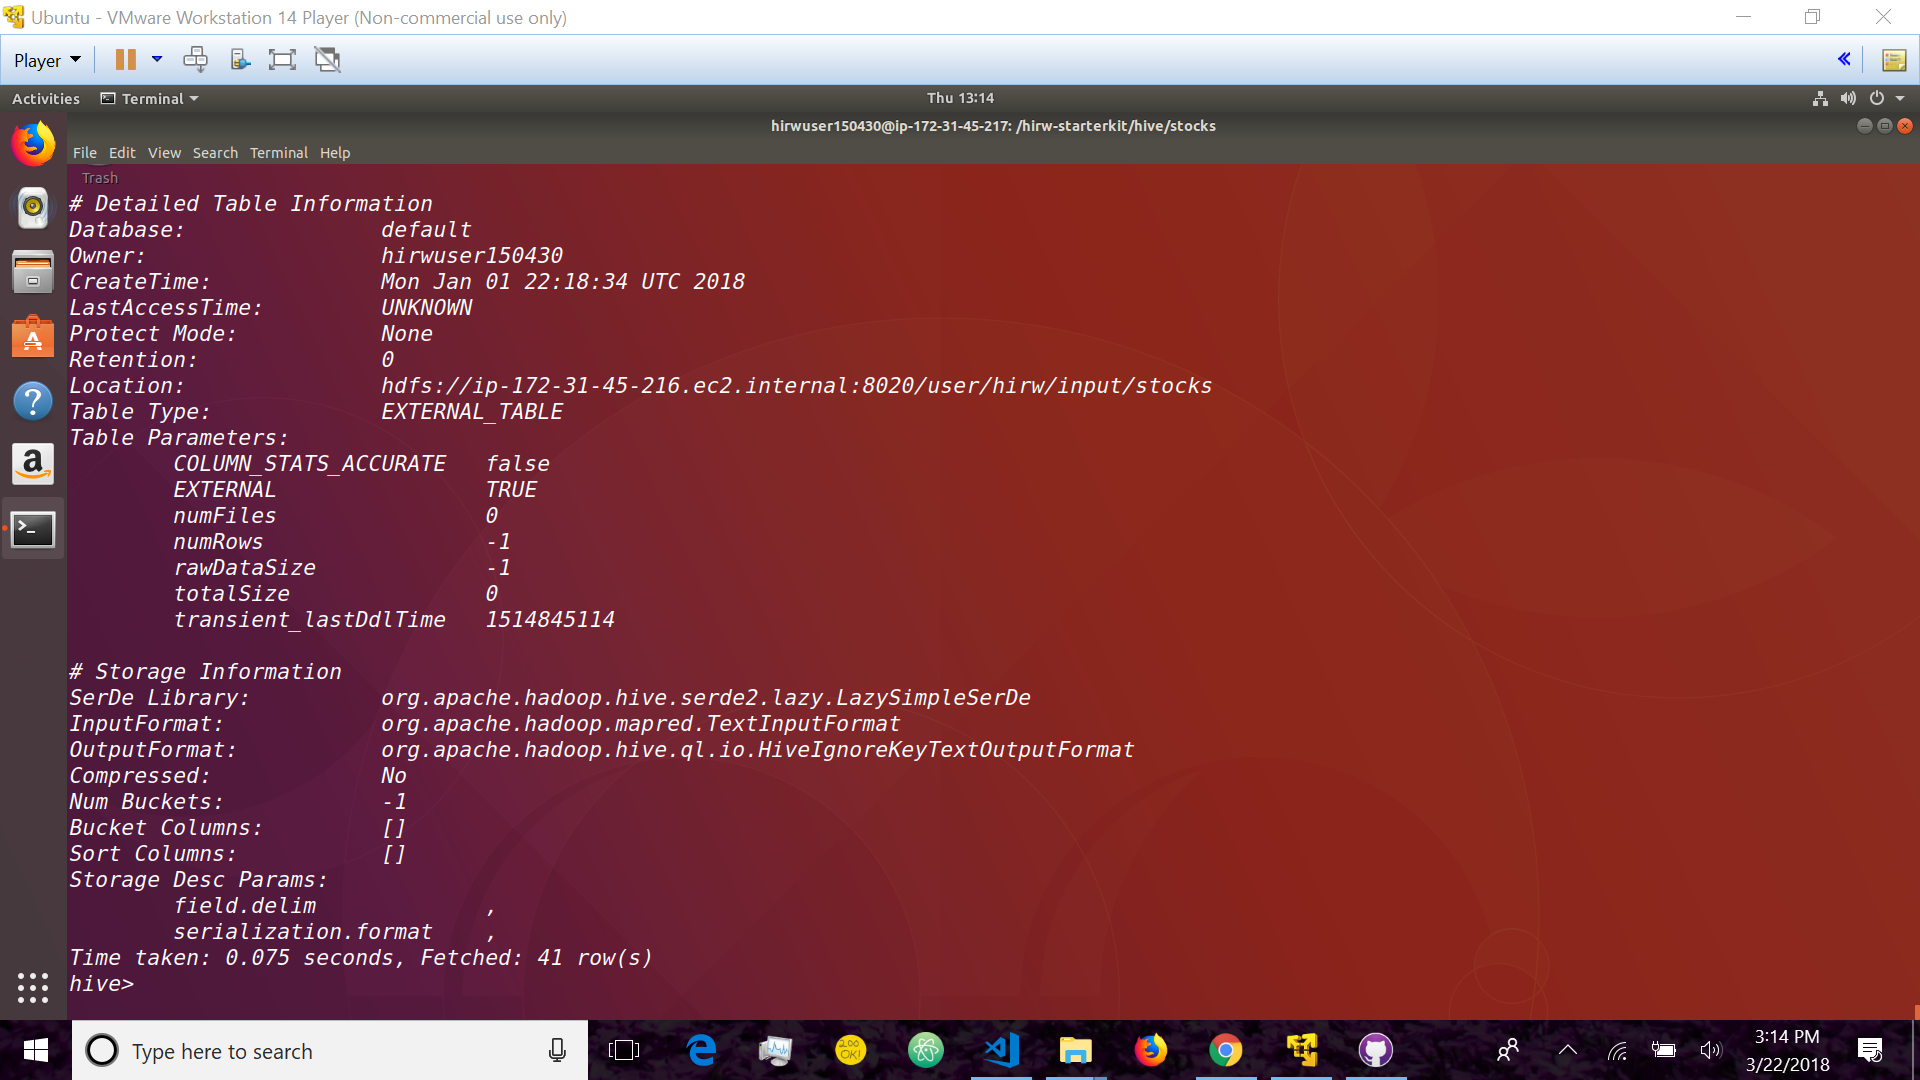 Ubuntu - VMware Workstation 14 Player (Non-commercial use only)
Player
Activities Terminal Thu 13:14
hirwuser150430@ip-172-31-45-217: /hirw-starterkit/hive/stocks
File Edit View Search Terminal Help
Trash
# Detailed Table Information
Database: default
Owner: hirwuser150430
CreateTime: Mon Jan 01 22:18:34 UTC 2018
LastAccessTime: UNKNOWN
Protect Mode: None
Retention: 0
Location: hdfs://ip-172-31-45-216.ec2.internal:8020/user/hirw/input/stocks
Table Type: EXTERNAL_TABLE
Table Parameters:
COLUMN_STATS_ACCURATE false
EXTERNAL TRUE
numFiles 0
numRows -1
rawDataSize -1
totalSize 0
transient_lastDdlTime 1514845114
# Storage Information
SerDe Library: org.apache.hadoop.hive.serde2.lazy.LazySimpleSerDe
InputFormat: org.apache.hadoop.mapred.TextInputFormat
OutputFormat: org.apache.hadoop.hive.ql.io.HiveIgnoreKeyTextOutputFormat
Compressed: No
Num Buckets: -1
Bucket Columns: []
Sort Columns: []
Storage Desc Params:
field.delim ,
serialization.format ,
Time taken: 0.075 seconds, Fetched: 41 row(s)
hive>
Type here to search
200 OK!
3:14 PM
3/22/2018